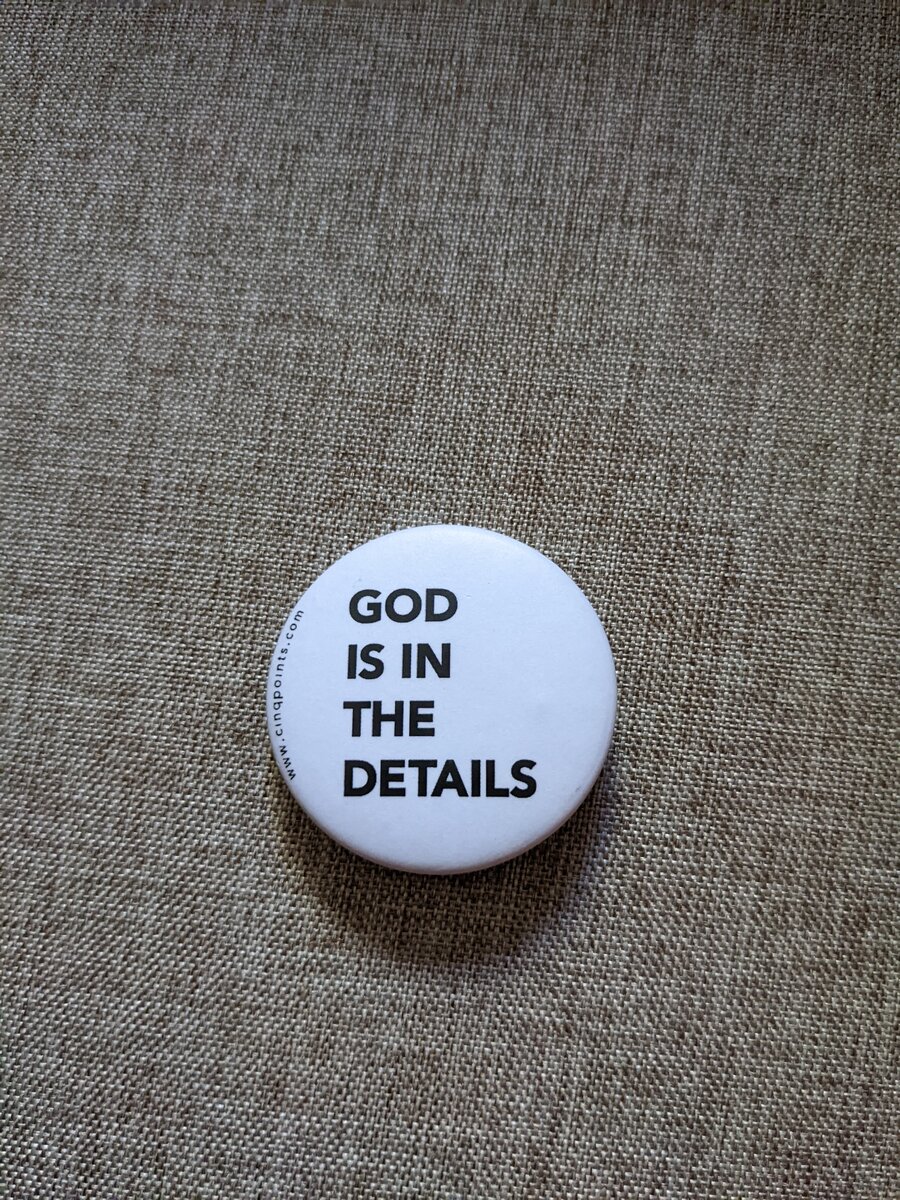 GOD
IS IN
THE
DETAILS
www.cinqpoints.com